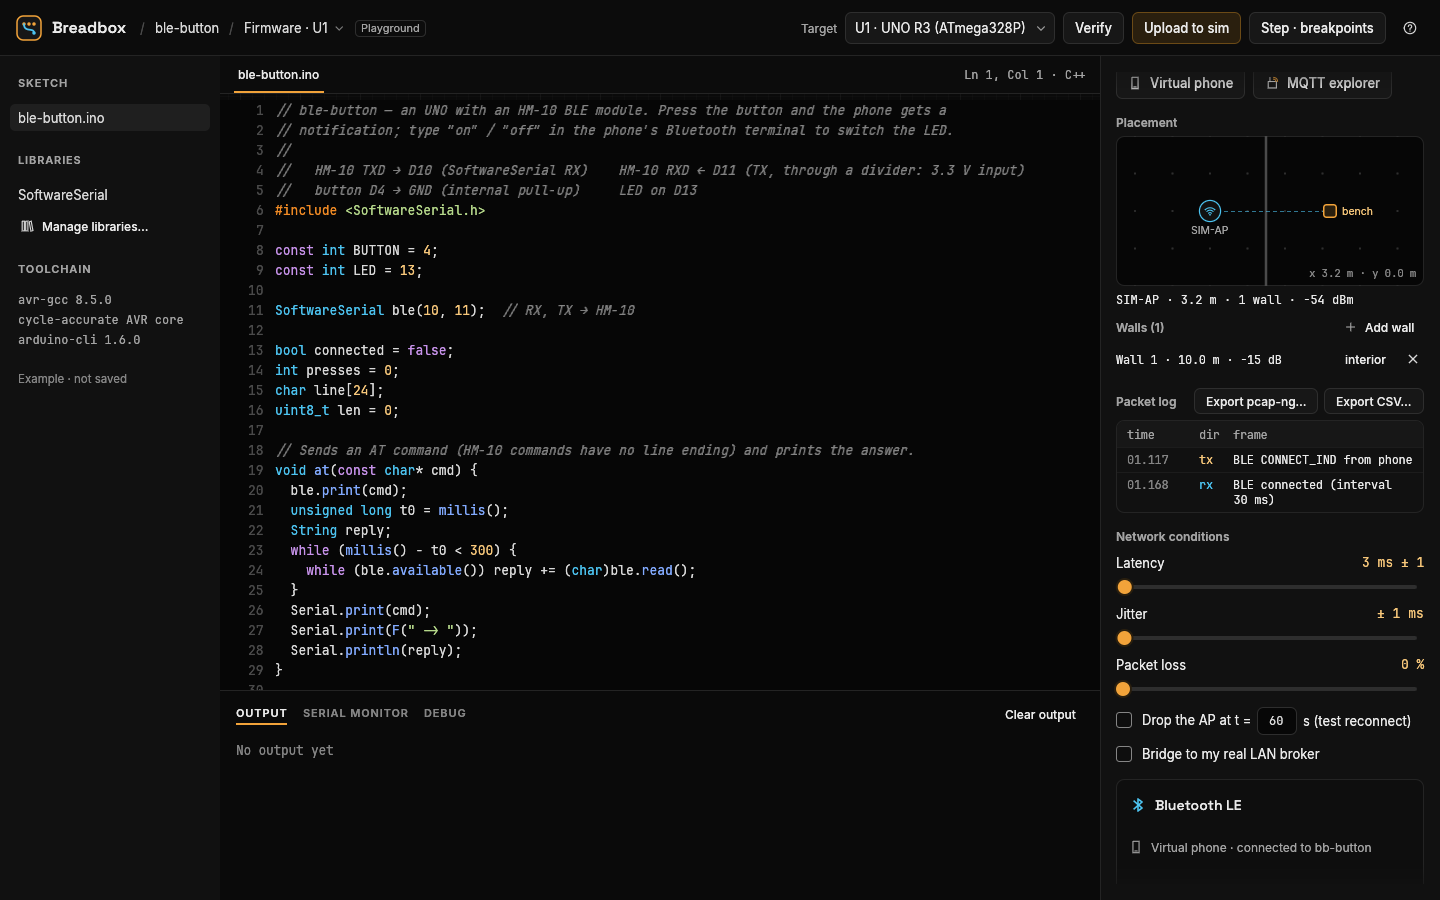 Breadbox / ble-button / Firmware · U1 Playground
Target U1 · UNO R3 (ATmega328P) Verify Upload to sim Step · breakpoints
SKETCH
ble-button.ino
LIBRARIES
SoftwareSerial
Manage libraries...
TOOLCHAIN
avr-gcc 8.5.0
cycle-accurate AVR core
arduino-cli 1.6.0
Example · not saved
ble-button.ino
Ln 1, Col 1 · C++
1 // ble-button — an UNO with an HM-10 BLE module. Press the button and the phone gets a
2 // notification; type "on" / "off" in the phone's Bluetooth terminal to switch the LED.
3 //
4 //   HM-10 TXD → D10 (SoftwareSerial RX)    HM-10 RXD ← D11 (TX, through a divider: 3.3 V input)
5 //   button D4 → GND (internal pull-up)     LED on D13
6 #include <SoftwareSerial.h>
7
8 const int BUTTON = 4;
9 const int LED = 13;
10
11 SoftwareSerial ble(10, 11);  // RX, TX → HM-10
12
13 bool connected = false;
14 int presses = 0;
15 char line[24];
16 uint8_t len = 0;
17
18 // Sends an AT command (HM-10 commands have no line ending) and prints the answer.
19 void at(const char* cmd) {
20   ble.print(cmd);
21   unsigned long t0 = millis();
22   String reply;
23   while (millis() - t0 < 300) {
24     while (ble.available()) reply += (char)ble.read();
25   }
26   Serial.print(cmd);
27   Serial.print(F(" -> "));
28   Serial.println(reply);
29 }
30
OUTPUT SERIAL MONITOR DEBUG
Clear output
No output yet
Virtual phone MQTT explorer
Placement
SIM-AP
bench
x 3.2 m · y 0.0 m
SIM-AP · 3.2 m · 1 wall · -54 dBm
Walls (1) + Add wall
Wall 1 · 10.0 m · -15 dB interior ×
Packet log Export pcap-ng... Export CSV...
time dir frame
01.117 tx BLE CONNECT_IND from phone
01.168 rx BLE connected (interval
30 ms)
Network conditions
Latency 3 ms ± 1
Jitter ± 1 ms
Packet loss 0 %
Drop the AP at t = 60 s (test reconnect)
Bridge to my real LAN broker
Bluetooth LE
Virtual phone · connected to bb-button